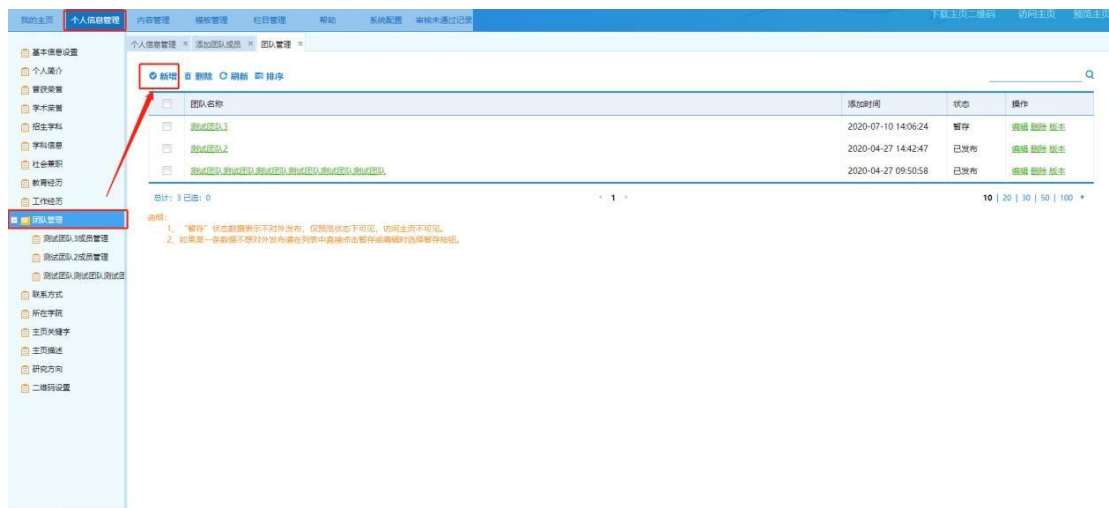 我的主页 个人信息管理 内容管理 模板管理 栏目管理 帮助 系统配置 审核未通过记录 下载主页二维码 访问主页 预览主页
个人信息管理 × 添加团队成员 × 团队管理 ×
基本信息设置
个人简介
曾获荣誉
学术荣誉
招生学科
学科信息
社会兼职
教育经历
工作经历
团队管理
测试团队3成员管理
测试团队2成员管理
测试团队测试团队测试团
联系方式
所在学院
主页关键字
主页描述
研究方向
二维码设置
新增 删除 刷新 排序
团队名称 添加时间 状态 操作
测试团队3 2020-07-10 14:06:24 暂存 编辑 删除 版本
测试团队2 2020-04-27 14:42:47 已发布 编辑 删除 版本
测试团队测试团队测试团队测试团队测试团队测试团队 2020-04-27 09:50:58 已发布 编辑 删除 版本
总计: 3 已选: 0 1 10 | 20 | 30 | 50 | 100
说明:
1、“暂存”状态数据表示不对外发布，仅预览状态下可见，访问主页不可见。
2、如果某一条数据不想对外发布请在列表中直接点击暂存或编辑时选择暂存按钮。